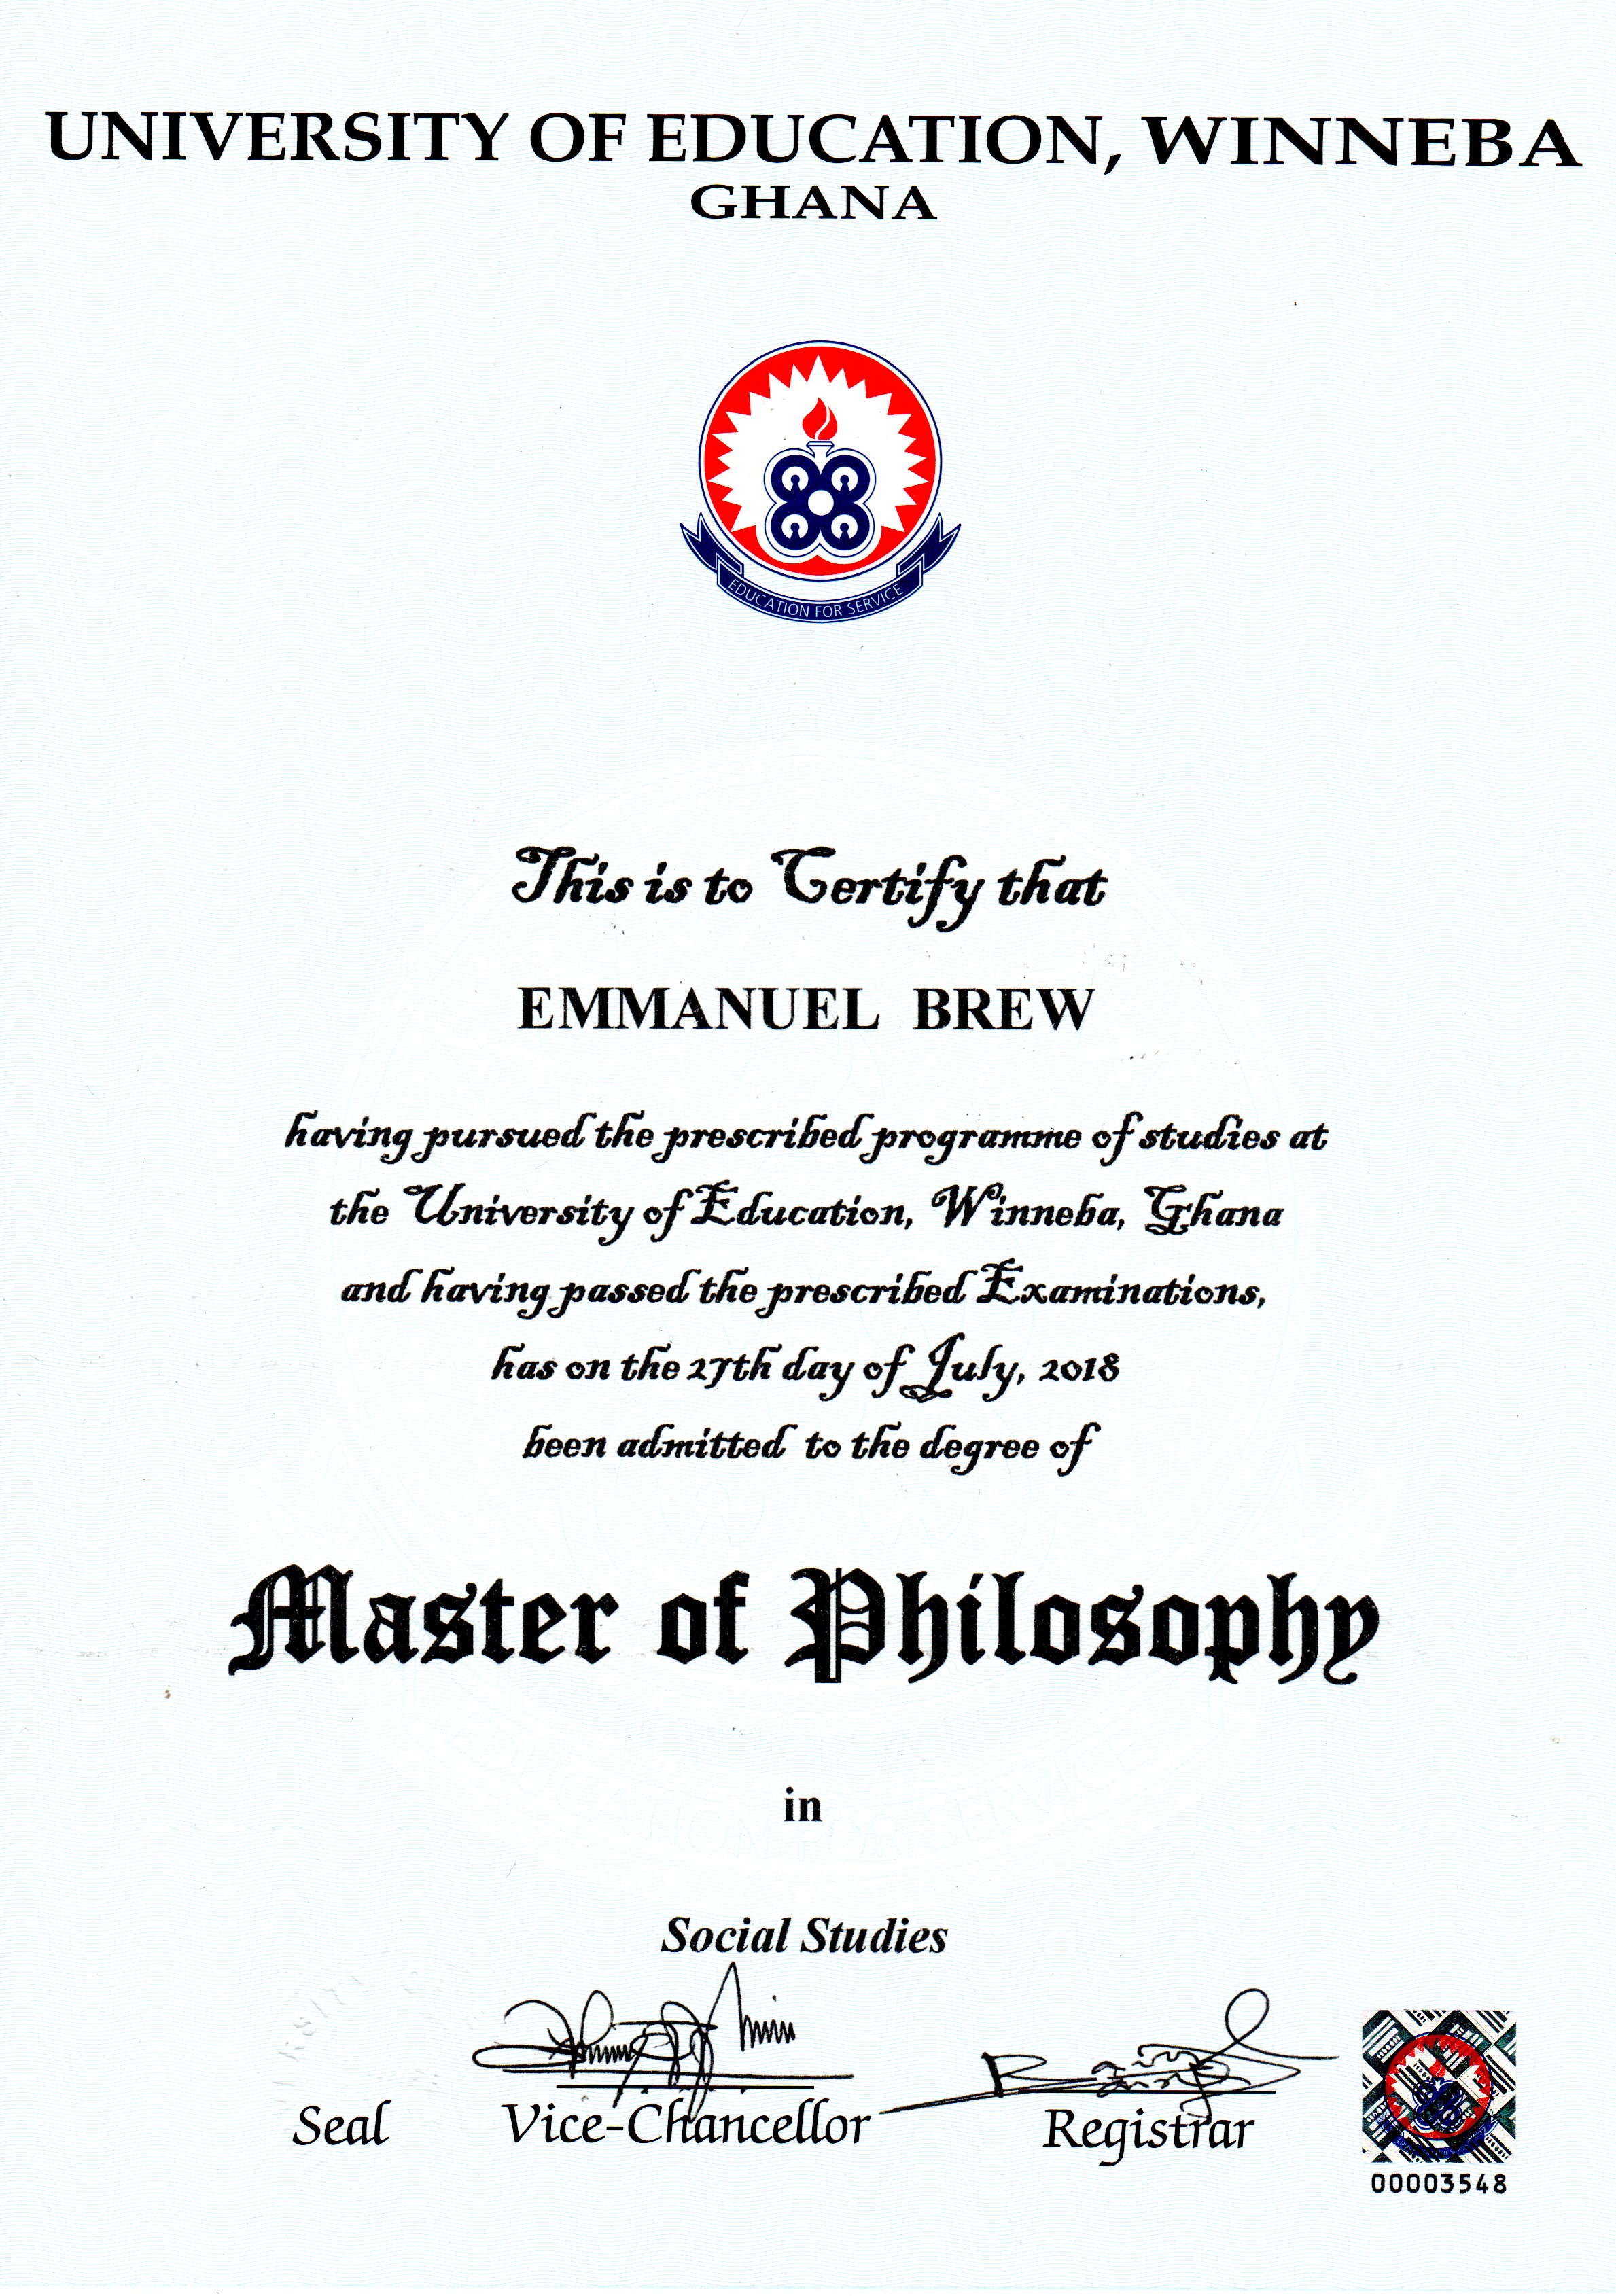 UNIVERSITY OF EDUCATION, WINNEBA
GHANA
EDUCATION FOR SERVICE
This is to Certify that
EMMANUEL BREW
having pursued the prescribed programme of studies at
the University of Education, Winneba, Ghana
and having passed the prescribed Examinations,
has on the 27th day of July, 2018
been admitted to the degree of
Master of Philosophy
in
Social Studies
Seal
Vice-Chancellor
Registrar
00003548